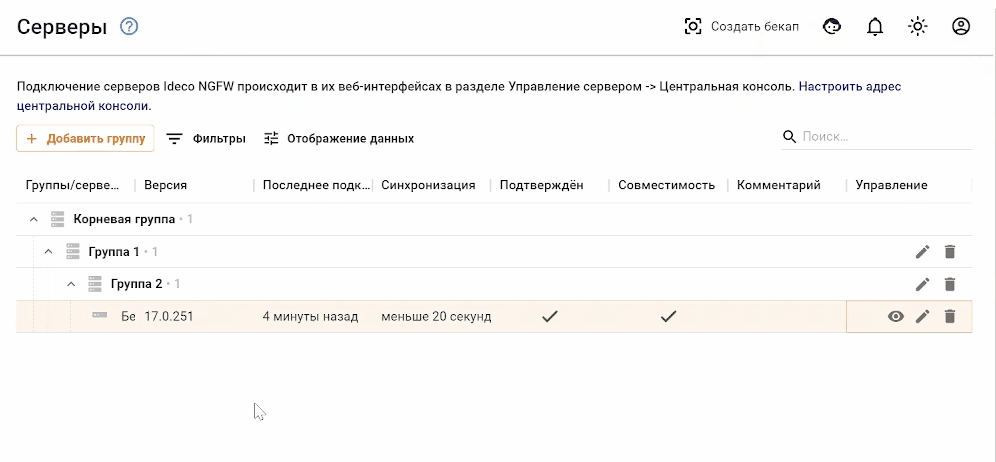 Серверы ?
Создать бекап
Подключение серверов Ideco NGFW происходит в их веб-интерфейсах в разделе Управление сервером -> Центральная консоль. Настроить адрес
центральной консоли.
+ Добавить группу Фильтры Отображение данных Поиск...
Группы/серве... Версия Последнее подк... Синхронизация Подтверждён Совместимость Комментарий Управление
Корневая группа • 1
Группа 1 • 1
Группа 2 • 1
Бе 17.0.251 4 минуты назад меньше 20 секунд